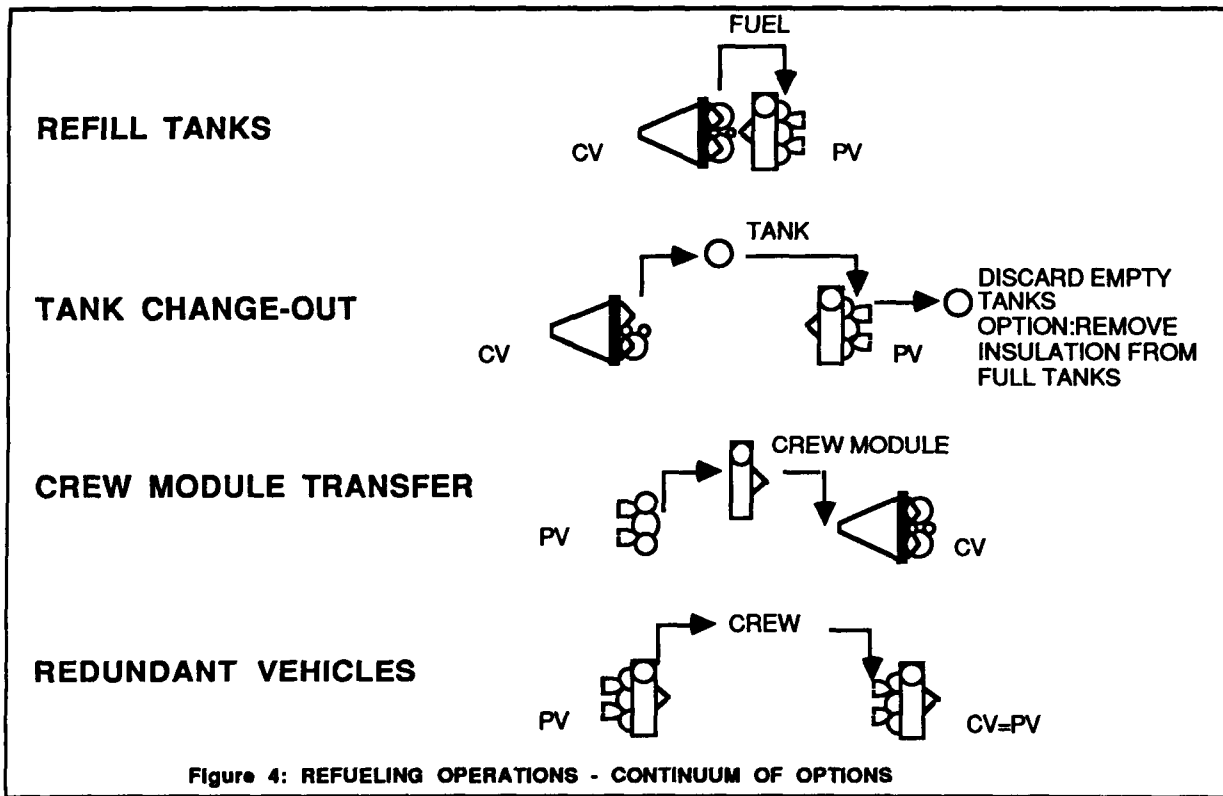 FUEL
REFILL TANKS
CV
PV
TANK
TANK CHANGE-OUT
CV
PV
DISCARD EMPTY
TANKS
OPTION:REMOVE
INSULATION FROM
FULL TANKS
CREW MODULE
CREW MODULE TRANSFER
PV
CV
CREW
REDUNDANT VEHICLES
PV
CV=PV
Figure 4: REFUELING OPERATIONS - CONTINUUM OF OPTIONS